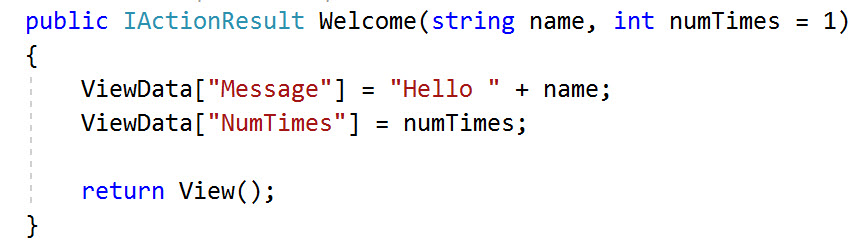 public IActionResult Welcome(string name, int numTimes = 1)
{
    ViewData["Message"] = "Hello " + name;
    ViewData["NumTimes"] = numTimes;

    return View();
}